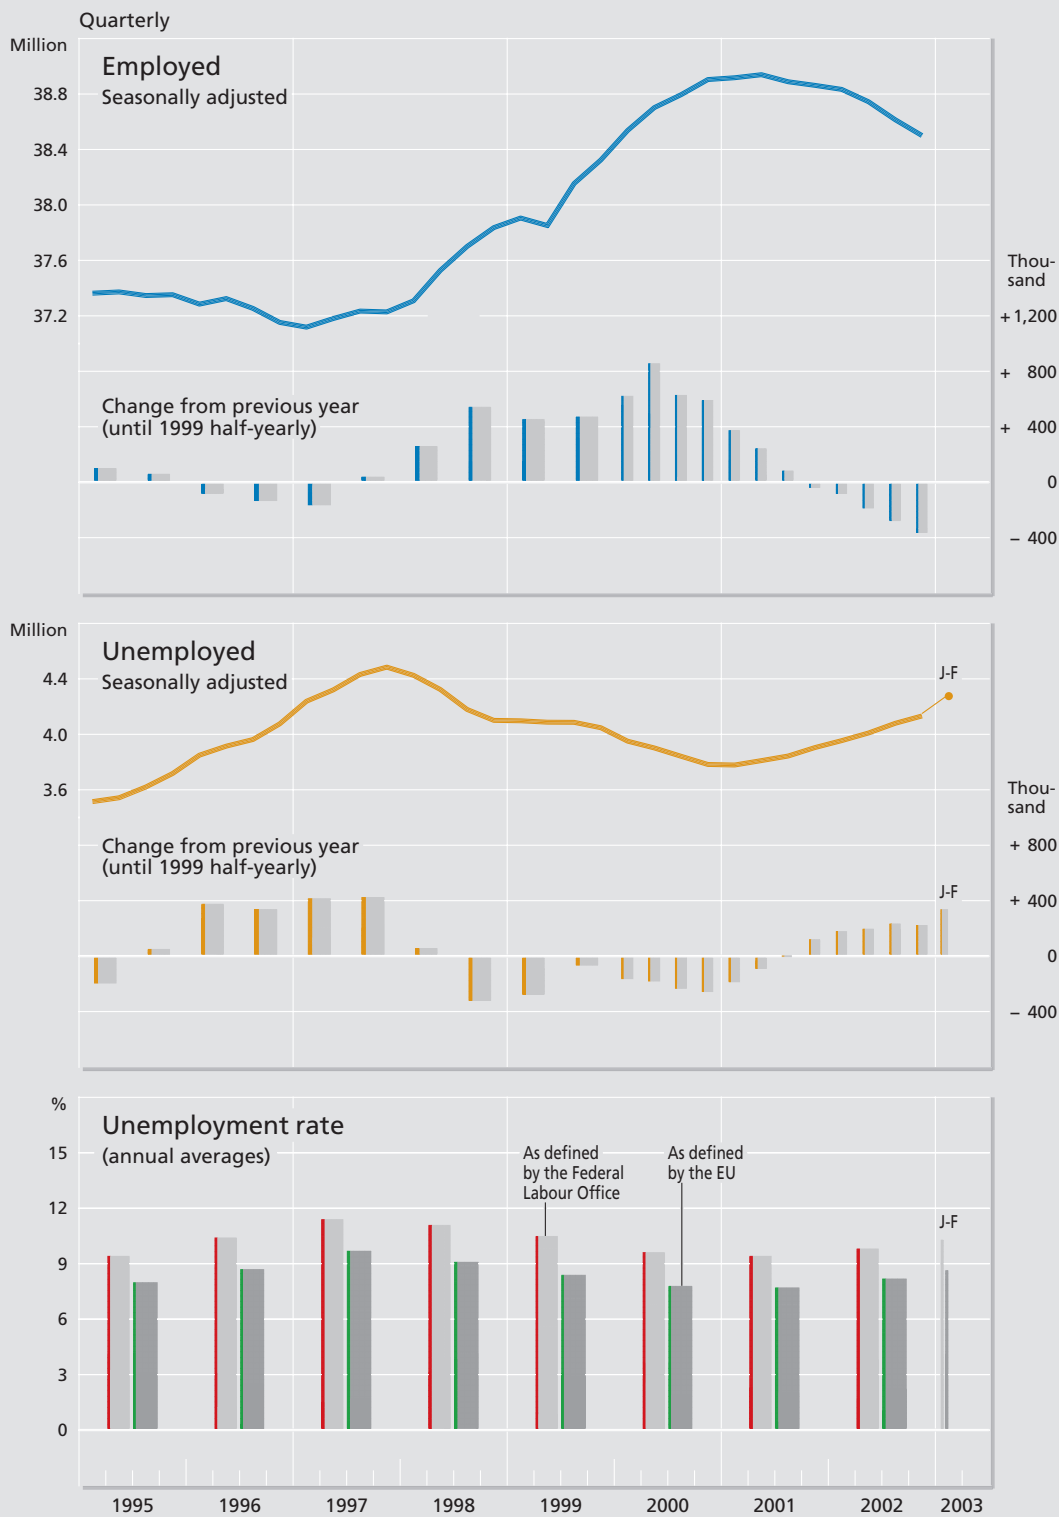 Quarterly
Million
Employed
Seasonally adjusted
38.8
38.4
38.0
37.6
37.2
Thou-
sand
+ 1,200
+ 800
+ 400
0
– 400
Change from previous year
(until 1999 half-yearly)
Million
Unemployed
Seasonally adjusted
J-F
4.4
4.0
3.6
Thou-
sand
+ 800
+ 400
0
– 400
Change from previous year
(until 1999 half-yearly)
J-F
%
Unemployment rate
(annual averages)
15
12
9
6
3
0
As defined
by the Federal
Labour Office
As defined
by the EU
J-F
1995 1996 1997 1998 1999 2000 2001 2002 2003